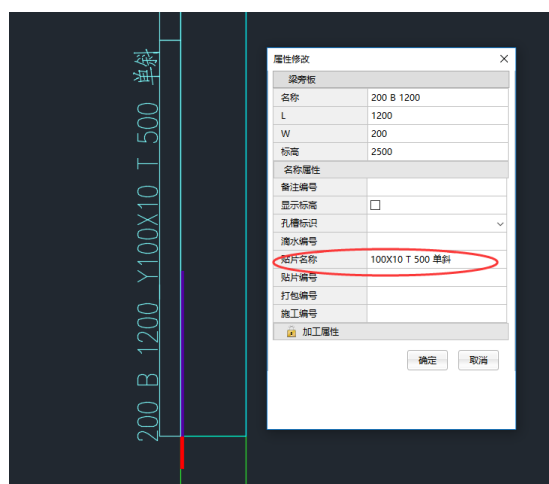 200 B 1200 Y100X10 T 500 单斜
属性修改
梁旁板
名称 200 B 1200
L 1200
W 200
标高 2500
名称属性
备注编号
显示标高
孔槽标识
滴水编号
贴片名称 100X10 T 500 单斜
贴片编号
打包编号
施工编号
加工属性
确定 取消